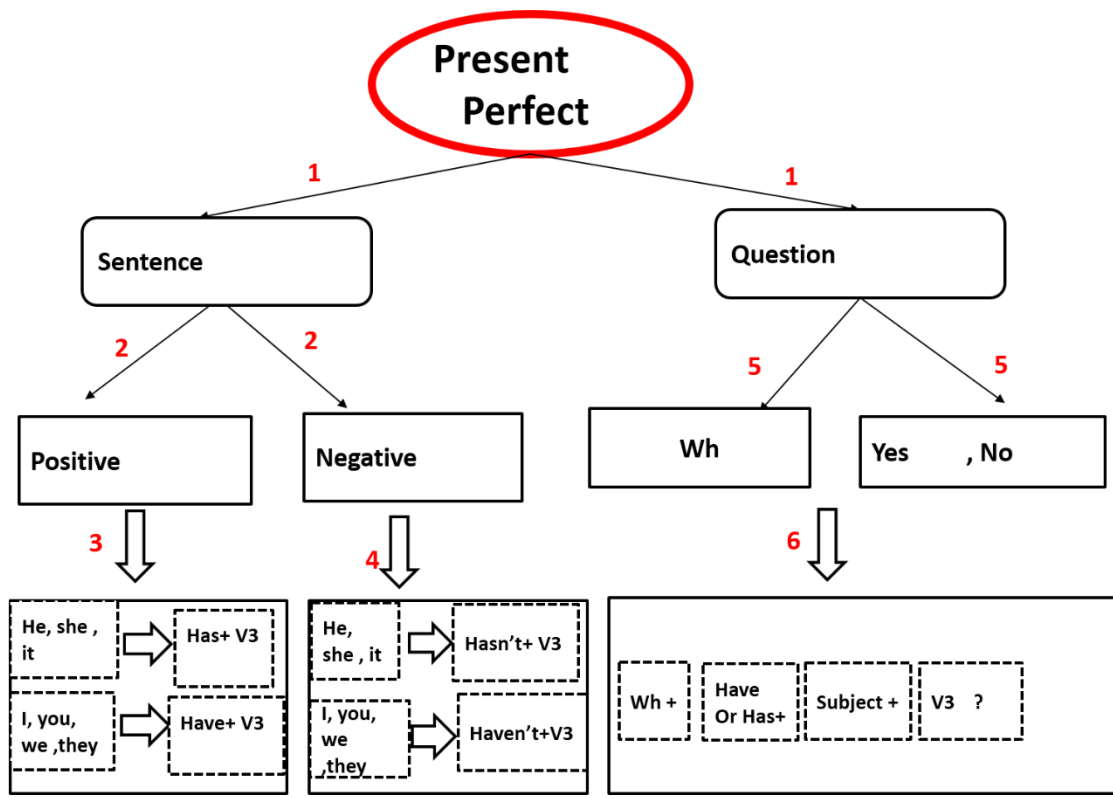 Present
Perfect
1
1
Sentence
Question
2
2
5
5
Positive
Negative
Wh
Yes , No
3
4
6
He, she ,
it
Has+ V3
I, you,
we ,they
Have+ V3
He,
she , it
Hasn’t+ V3
I, you,
we
,they
Haven’t+V3
Wh +
Have
Or Has+
Subject +
V3 ?